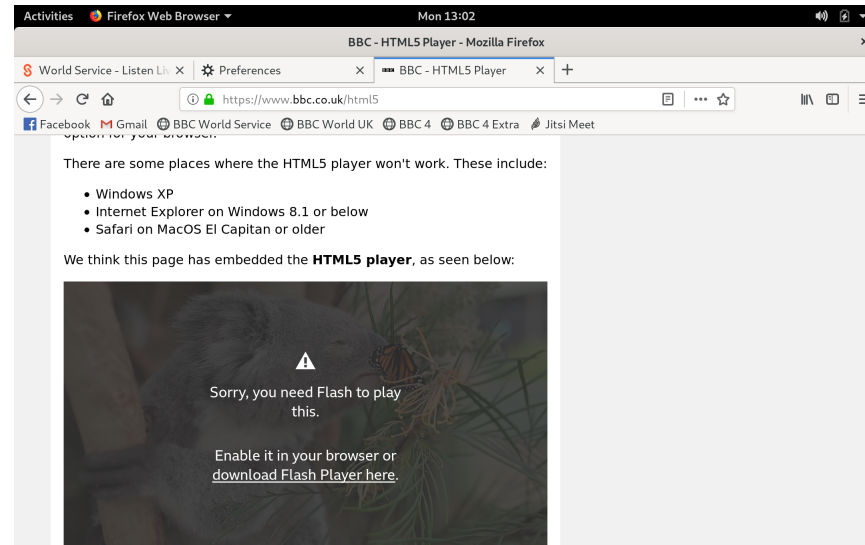 Activities Firefox Web Browser Mon 13:02
BBC - HTML5 Player - Mozilla Firefox
World Service - Listen Liv Preferences BBC - HTML5 Player
https://www.bbc.co.uk/html5
Facebook Gmail BBC World Service BBC World UK BBC 4 BBC 4 Extra Jitsi Meet
option for your browser.
There are some places where the HTML5 player won't work. These include:
• Windows XP
• Internet Explorer on Windows 8.1 or below
• Safari on MacOS El Capitan or older
We think this page has embedded the HTML5 player, as seen below:
Sorry, you need Flash to play
this.
Enable it in your browser or
download Flash Player here.